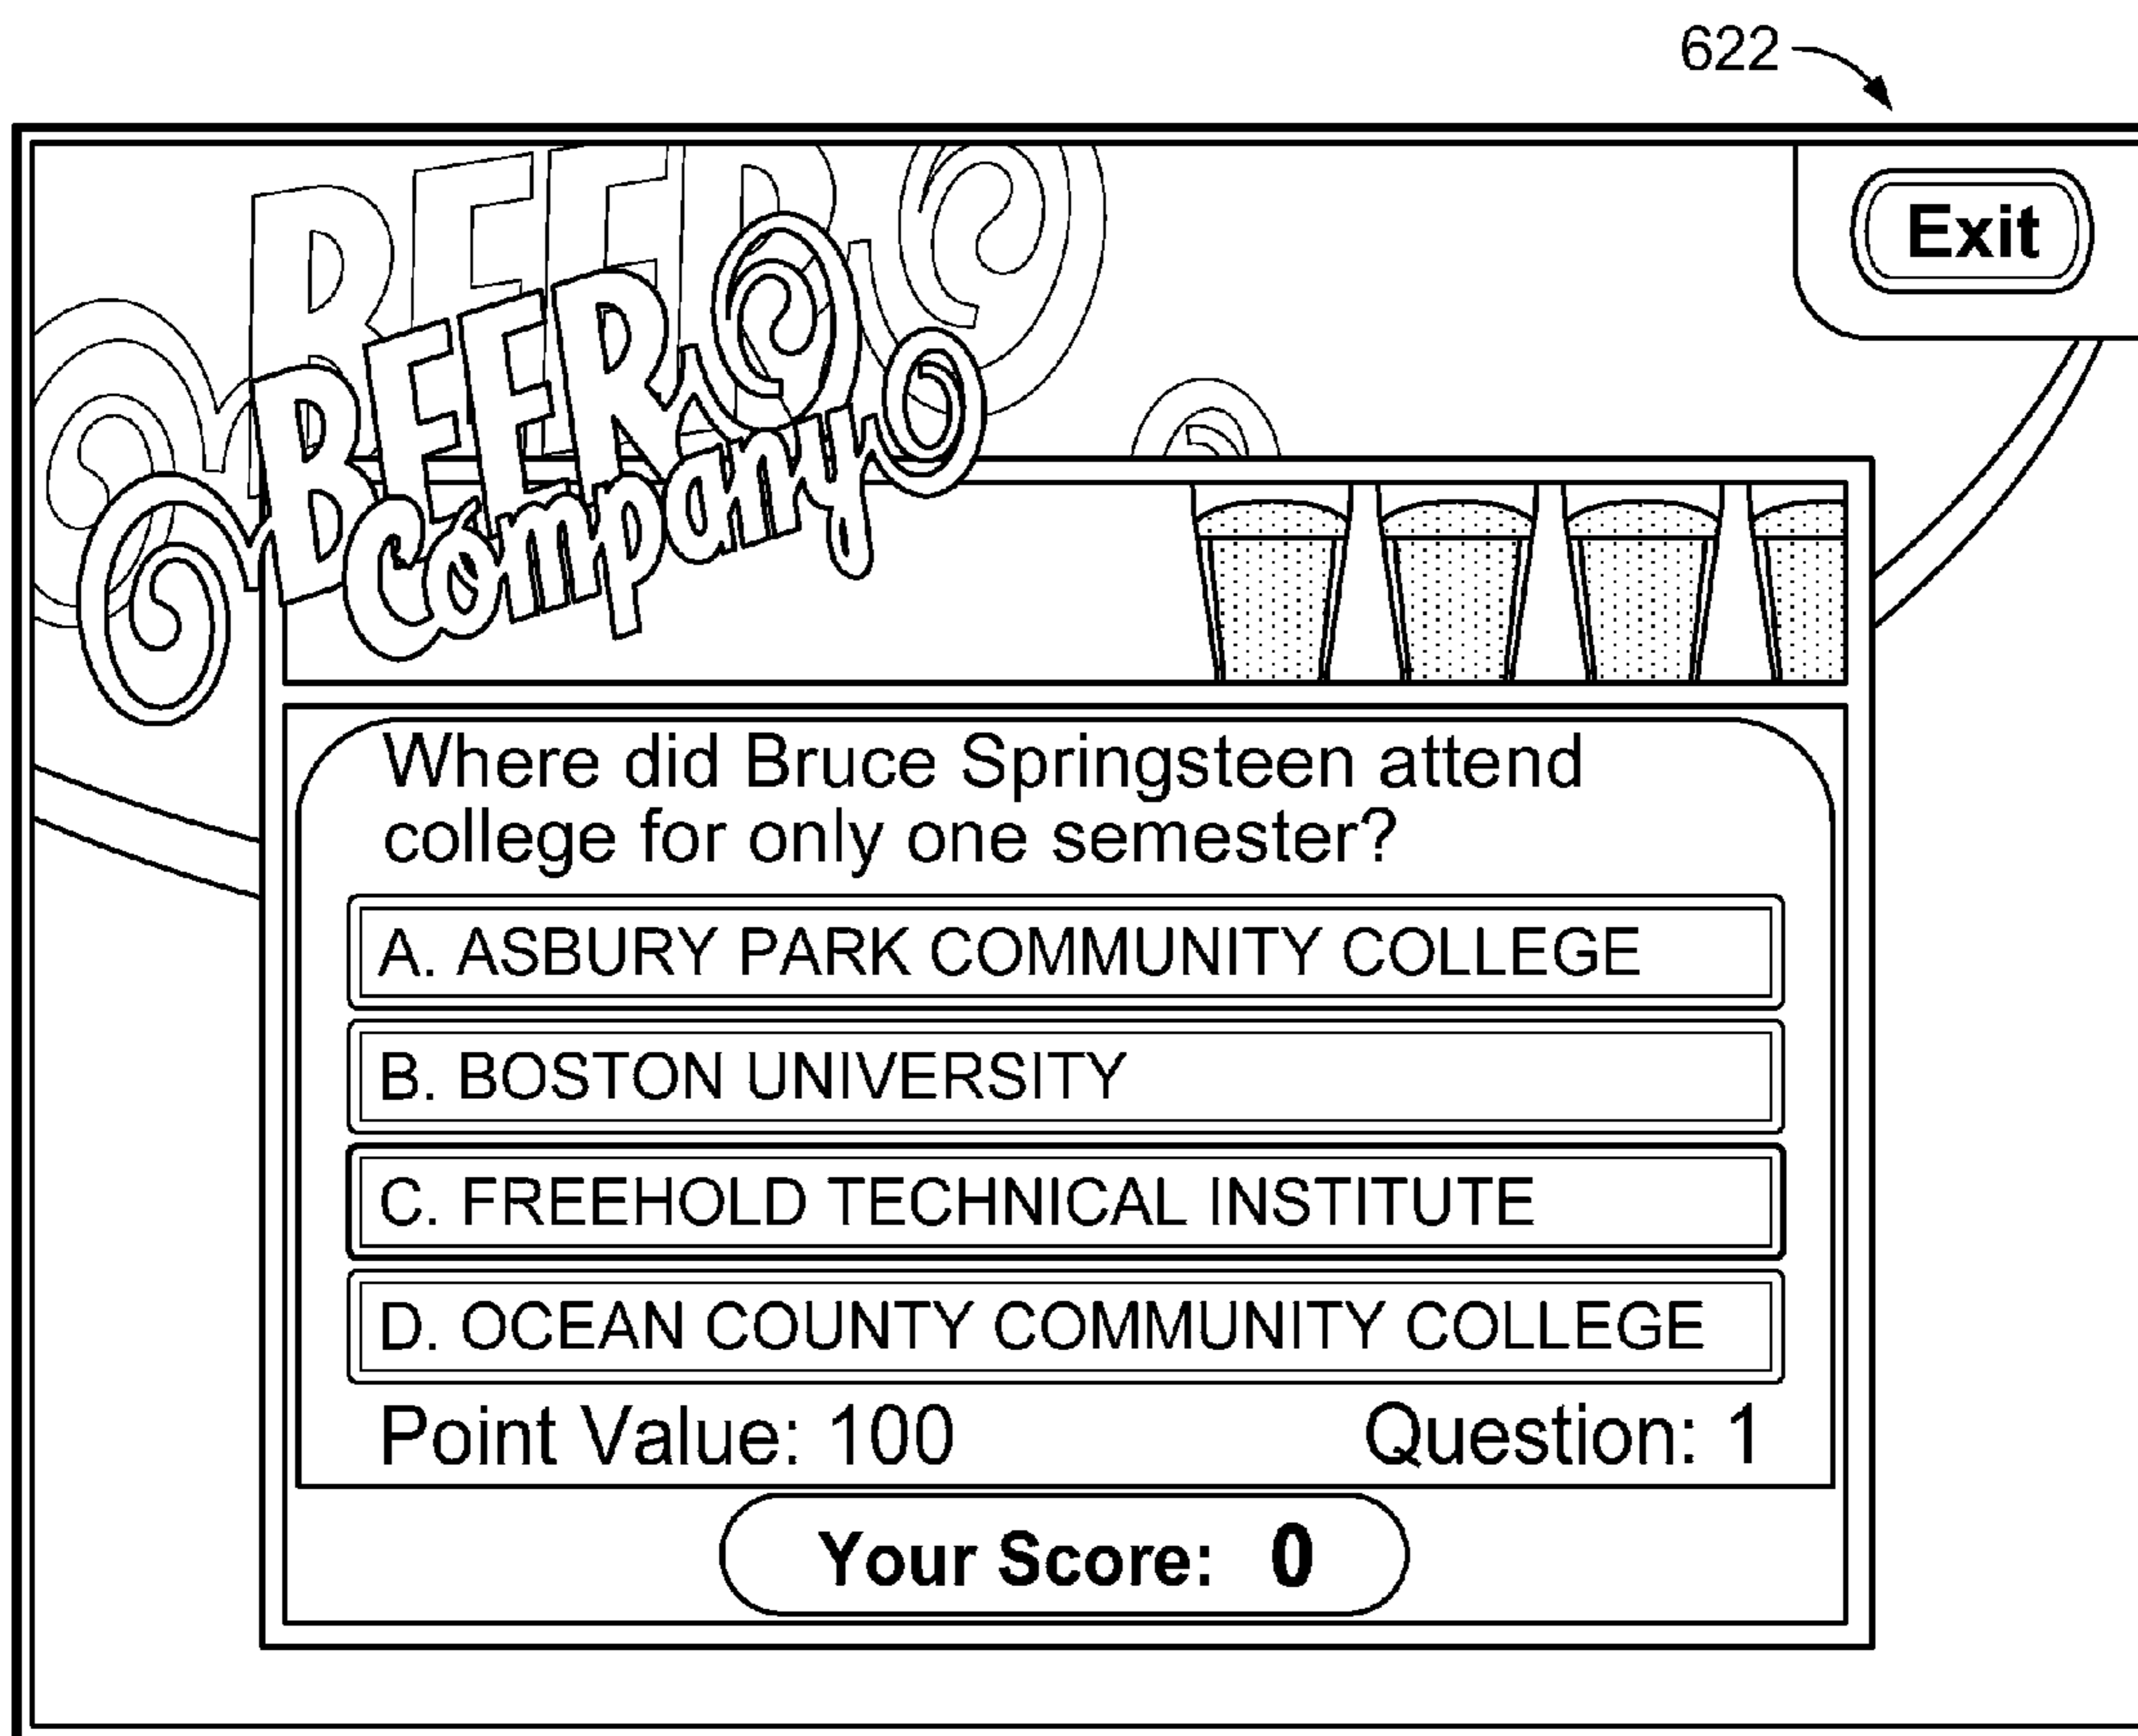 622
Exit
BEER
BEER
Company
Where did Bruce Springsteen attend
college for only one semester?
A. ASBURY PARK COMMUNITY COLLEGE
B. BOSTON UNIVERSITY
C. FREEHOLD TECHNICAL INSTITUTE
D. OCEAN COUNTY COMMUNITY COLLEGE
Point Value: 100 Question: 1
Your Score: 0